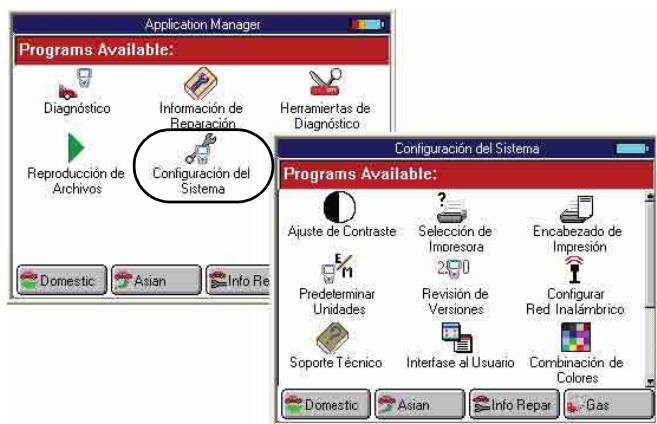 Application Manager
Programs Available:
Diagnóstico
Información de
Reparación
Herramientas de
Diagnóstico
Reproducción de
Archivos
Configuración del
Sistema
Domestic
Asian
Info Re
Configuración del Sistema
Programs Available:
Ajuste de Contraste
Selección de
Impresora
Encabezado de
Impresión
E/M
Predeterminar
Unidades
2.0
Revisión de
Versiones
Configurar
Red Inalámbrico
Soporte Técnico
Interfase al Usuario
Combinación de
Colores
Domestic
Asian
Info Repar
Gas